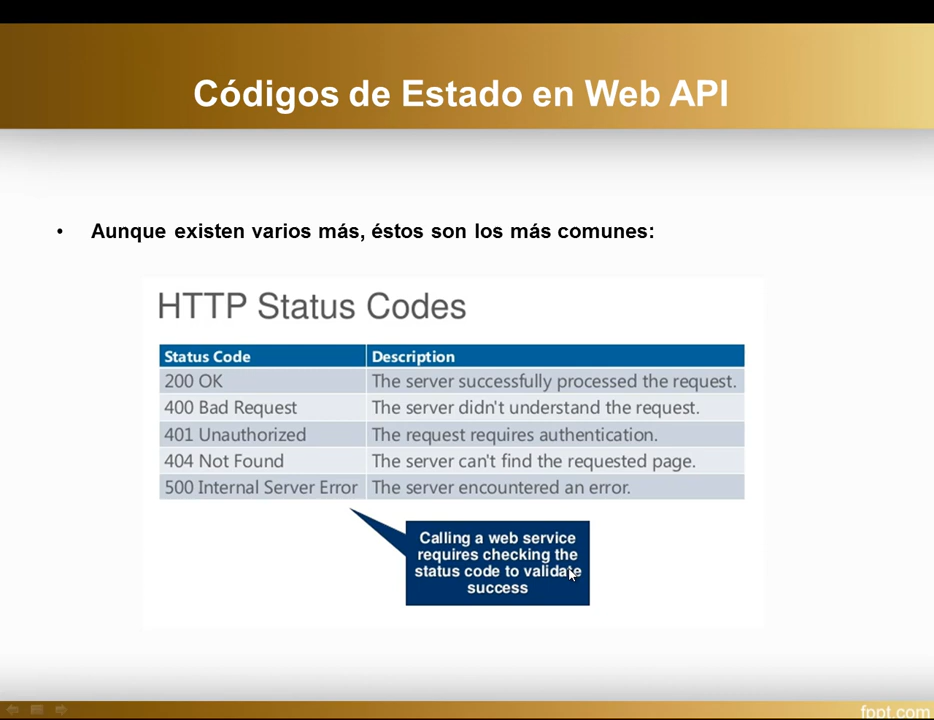 Códigos de Estado en Web API
• Aunque existen varios más, éstos son los más comunes:
HTTP Status Codes
Status Code Description
200 OK The server successfully processed the request.
400 Bad Request The server didn't understand the request.
401 Unauthorized The request requires authentication.
404 Not Found The server can't find the requested page.
500 Internal Server Error The server encountered an error.
Calling a web service
requires checking the
status code to validate
success
fppt.com